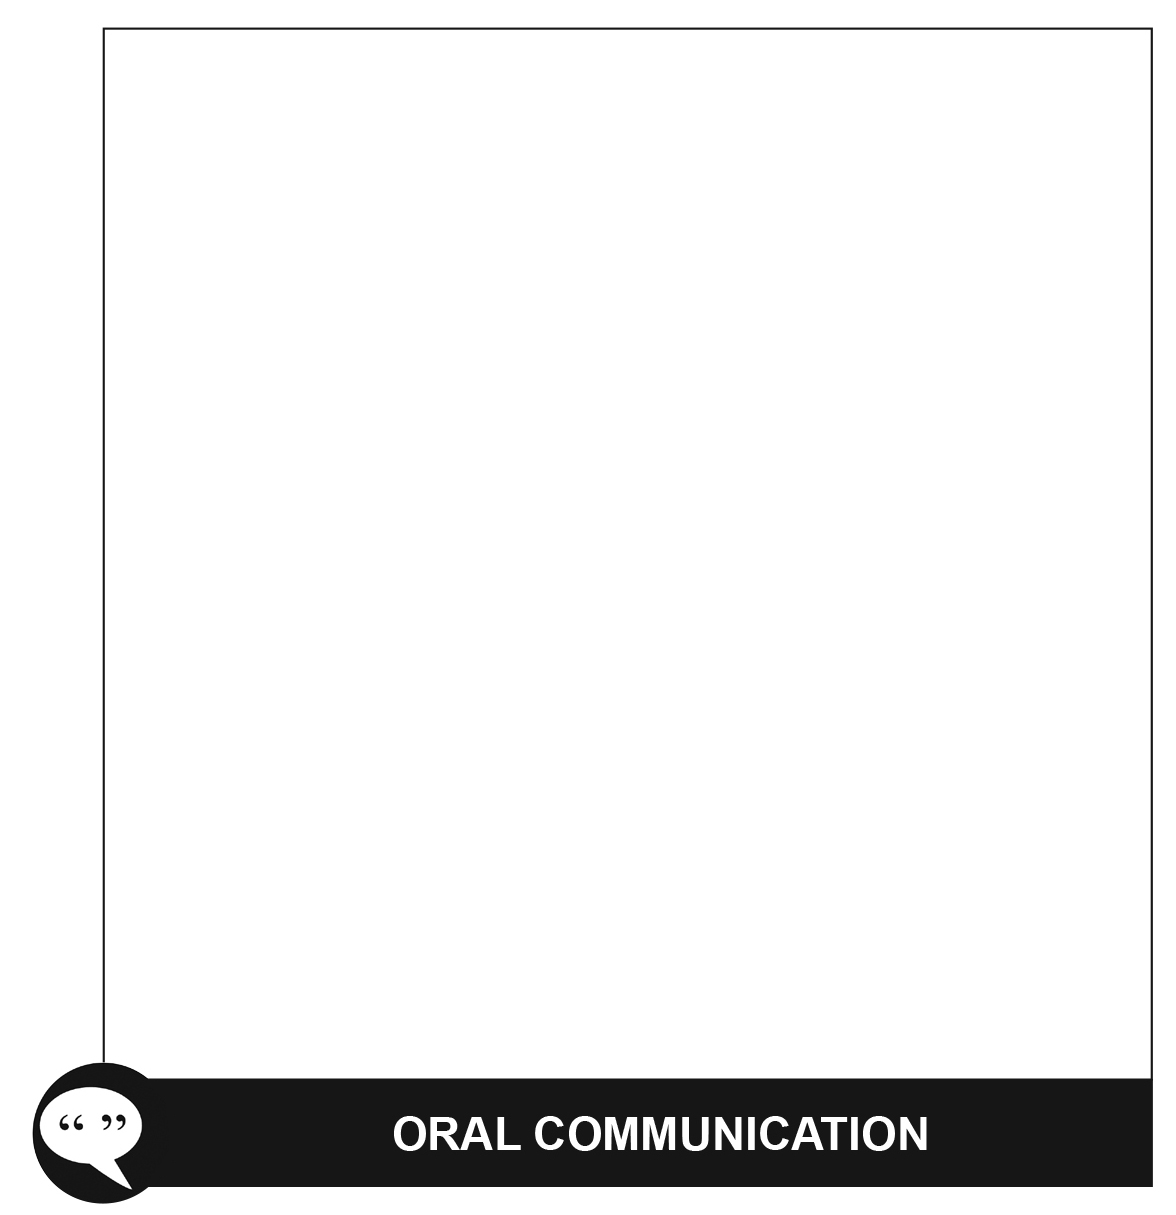 “ ”
ORAL COMMUNICATION